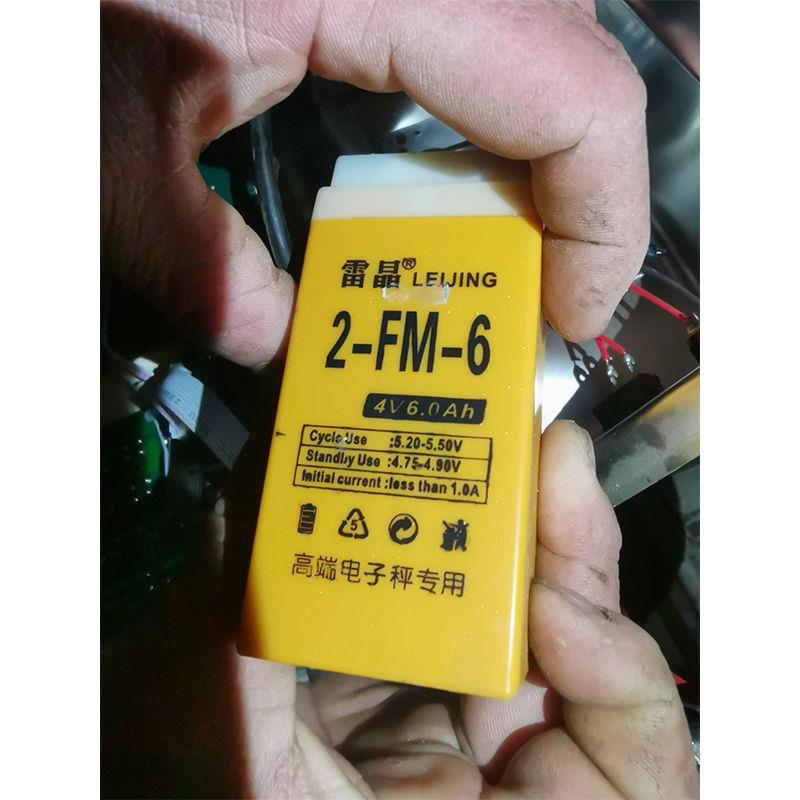 雷晶® LEIJING
2-FM-6
4V6.0Ah
Cycle Use :5.20-5.50V
Standby Use :4.75-4.90V
Initial current :less than 1.0A
5
高端电子秤专用